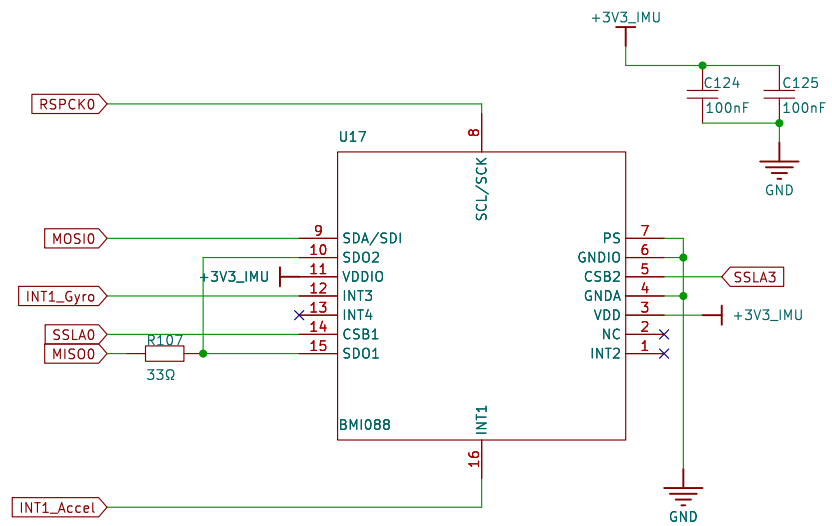 +3V3_IMU
C124
C125
100nF
100nF
GND
RSPCK0
U17
8
SCL/SCK
MOSI0
9
SDA/SDI
PS
7
10
SDO2
GNDIO
6
+3V3_IMU
11
VDDIO
CSB2
5
SSLA3
INT1_Gyro
12
INT3
GNDA
4
13
INT4
VDD
3
+3V3_IMU
SSLA0
14
CSB1
NC
2
R107
MISO0
15
SDO1
INT2
1
33Ω
BMI088
INT1
16
INT1_Accel
GND